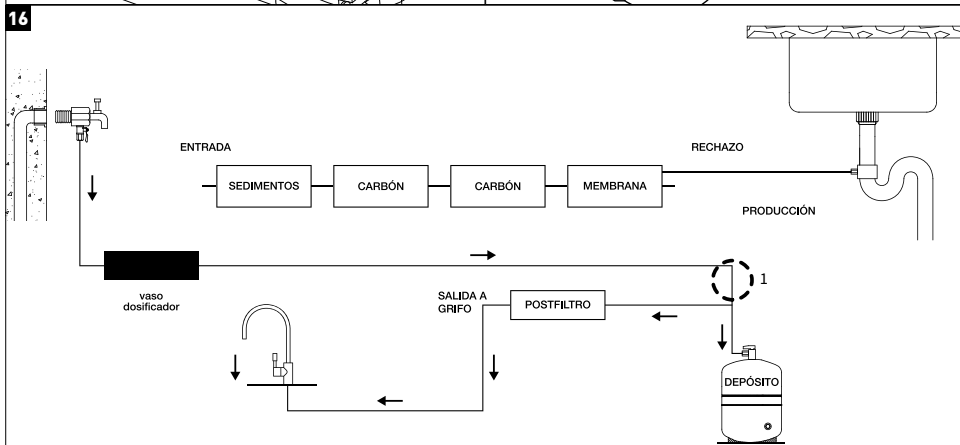 16
ENTRADA
RECHAZO
SEDIMENTOS
CARBÓN
CARBÓN
MEMBRANA
PRODUCCIÓN
1
vaso
dosificador
SALIDA A
GRIFO
POSTFILTRO
DEPÓSITO